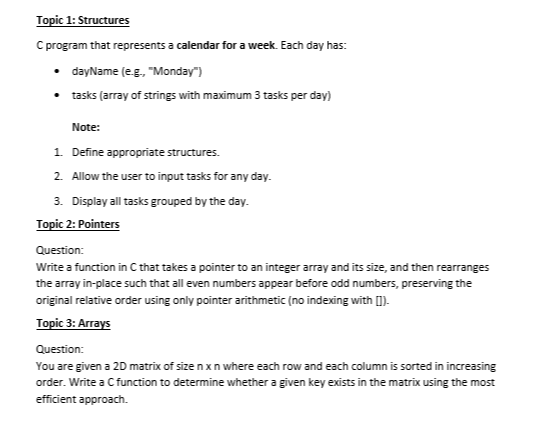 Topic 1: Structures
C program that represents a calendar for a week. Each day has:
• dayName (e.g., "Monday")
• tasks (array of strings with maximum 3 tasks per day)
Note:
1. Define appropriate structures.
2. Allow the user to input tasks for any day.
3. Display all tasks grouped by the day.
Topic 2: Pointers
Question:
Write a function in C that takes a pointer to an integer array and its size, and then rearranges
the array in-place such that all even numbers appear before odd numbers, preserving the
original relative order using only pointer arithmetic (no indexing with []).
Topic 3: Arrays
Question:
You are given a 2D matrix of size n x n where each row and each column is sorted in increasing
order. Write a C function to determine whether a given key exists in the matrix using the most
efficient approach.